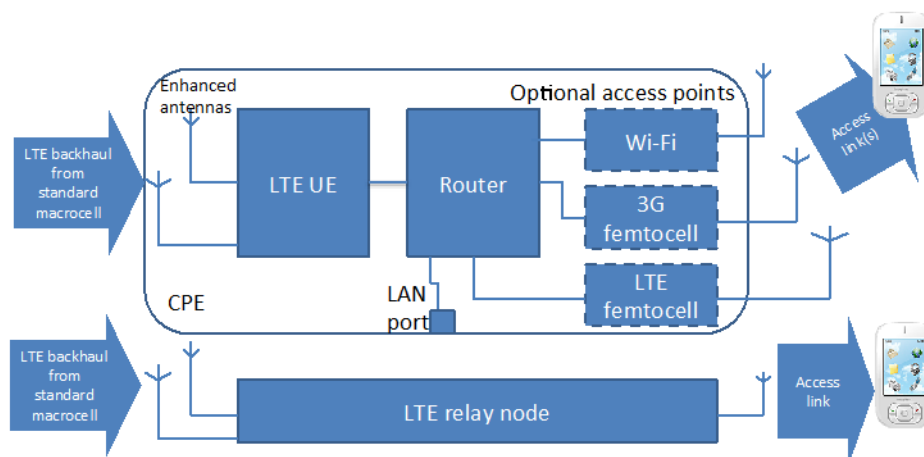 Enhanced
antennas
Optional access points
LTE backhaul
from
standard
macrocell
LTE UE
Router
Wi-Fi
Access
link(s)
3G
femtocell
LTE
femtocell
CPE
LAN
port
LTE backhaul
from
standard
macrocell
LTE relay node
Access
link